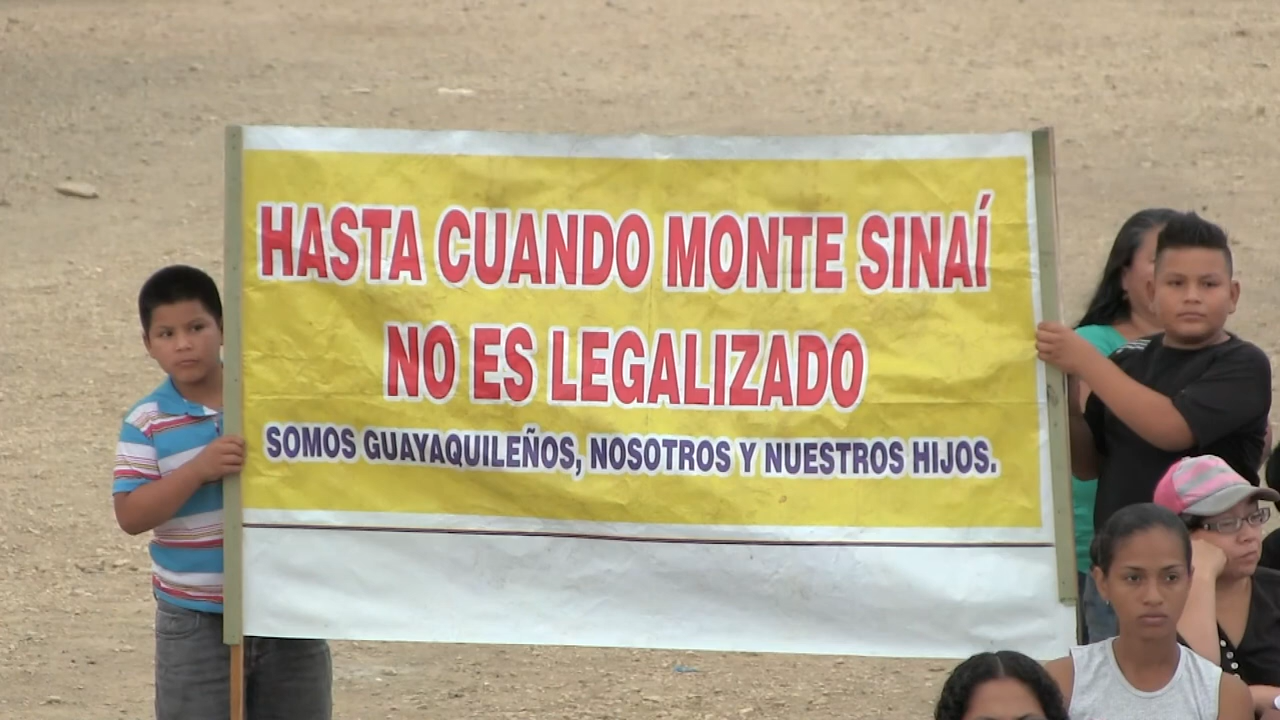 HASTA CUANDO MONTE SINAÍ
NO ES LEGALIZADO
SOMOS GUAYAQUILEÑOS, NOSOTROS Y NUESTROS HIJOS.